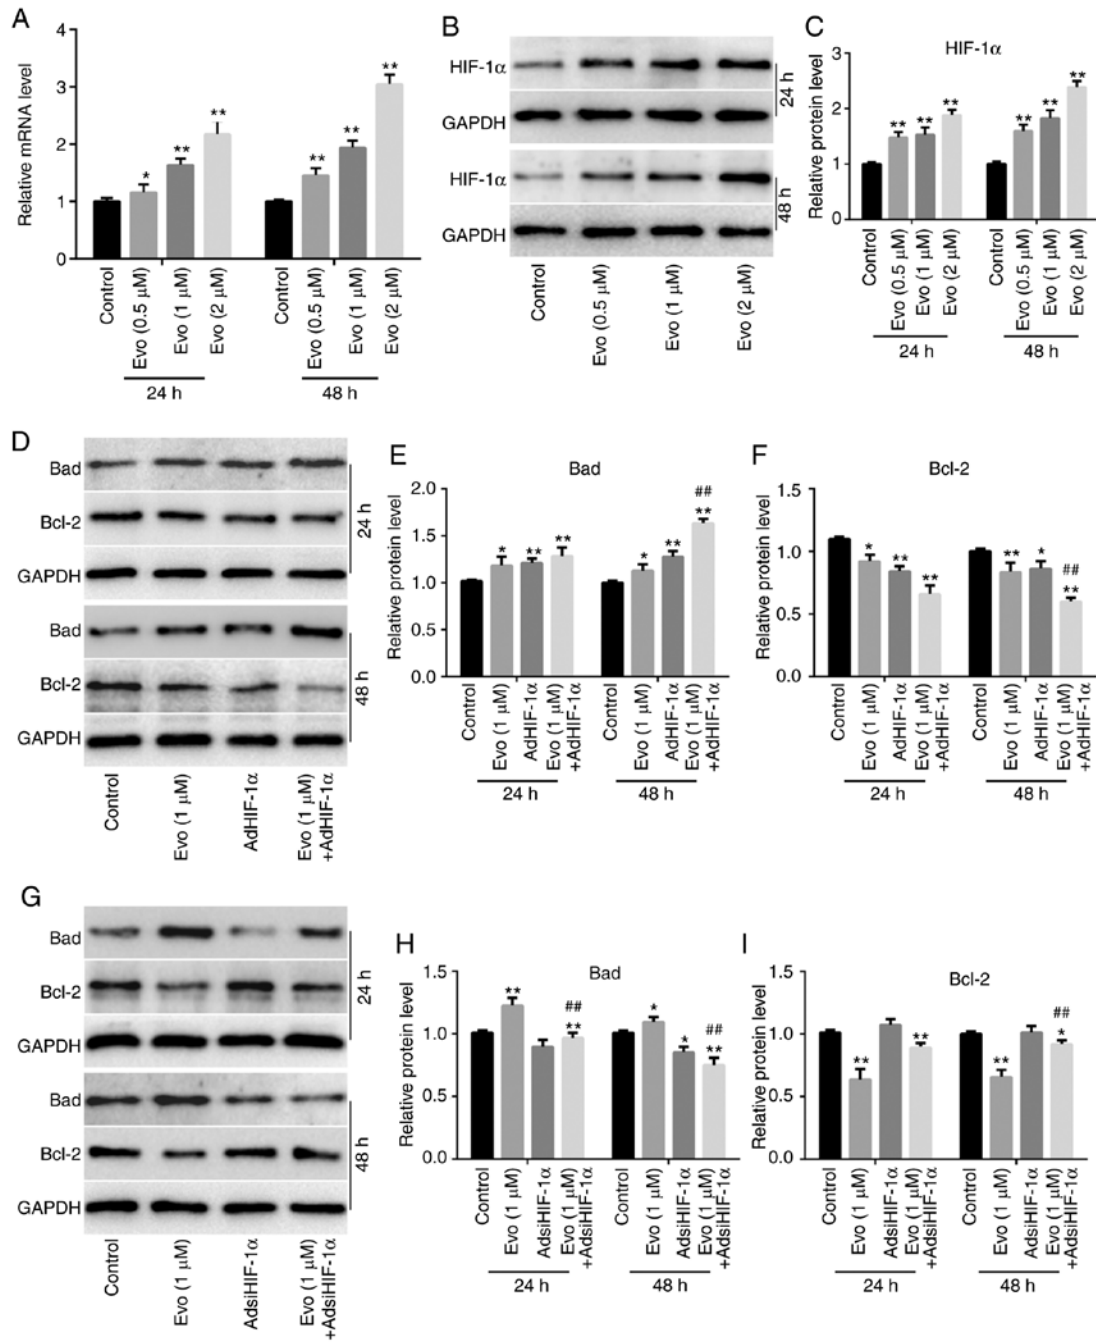 A
Relative mRNA level
4
3
2
1
0
*
**
**
**
**
**
Control
Evo (0.5 μM)
Evo (1 μM)
Evo (2 μM)
Control
Evo (0.5 μM)
Evo (1 μM)
Evo (2 μM)
24 h
48 h
B
HIF-1α
GAPDH
24 h
HIF-1α
GAPDH
48 h
Control
Evo (0.5 μM)
Evo (1 μM)
Evo (2 μM)
C
HIF-1α
Relative protein level
3
2
1
0
**
**
**
**
**
**
Control
Evo (0.5 μM)
Evo (1 μM)
Evo (2 μM)
Control
Evo (0.5 μM)
Evo (1 μM)
Evo (2 μM)
24 h
48 h
D
Bad
Bcl-2
GAPDH
24 h
Bad
Bcl-2
GAPDH
48 h
Control
Evo (1 μM)
AdHIF-1α
Evo (1 μM)
+AdHIF-1α
E
Bad
Relative protein level
2.0
1.5
1.0
0.5
0.0
*
**
**
*
**
##
**
Control
Evo (1 μM)
AdHIF-1α
Evo (1 μM)
+AdHIF-1α
Control
Evo (1 μM)
AdHIF-1α
Evo (1 μM)
+AdHIF-1α
24 h
48 h
F
Bcl-2
Relative protein level
1.5
1.0
0.5
0.0
*
**
**
**
*
##
**
Control
Evo (1 μM)
AdHIF-1α
Evo (1 μM)
+AdHIF-1α
Control
Evo (1 μM)
AdHIF-1α
Evo (1 μM)
+AdHIF-1α
24 h
48 h
G
Bad
Bcl-2
GAPDH
24 h
Bad
Bcl-2
GAPDH
48 h
Control
Evo (1 μM)
AdsiHIF-1α
Evo (1 μM)
+AdsiHIF-1α
H
Bad
Relative protein level
1.5
1.0
0.5
0.0
**
##
**
*
*
##
**
Control
Evo (1 μM)
AdsiHIF-1α
Evo (1 μM)
+AdsiHIF-1α
Control
Evo (1 μM)
AdsiHIF-1α
Evo (1 μM)
+AdsiHIF-1α
24 h
48 h
I
Bcl-2
Relative protein level
1.5
1.0
0.5
0.0
**
**
**
##
*
Control
Evo (1 μM)
AdsiHIF-1α
Evo (1 μM)
+AdsiHIF-1α
Control
Evo (1 μM)
AdsiHIF-1α
Evo (1 μM)
+AdsiHIF-1α
24 h
48 h